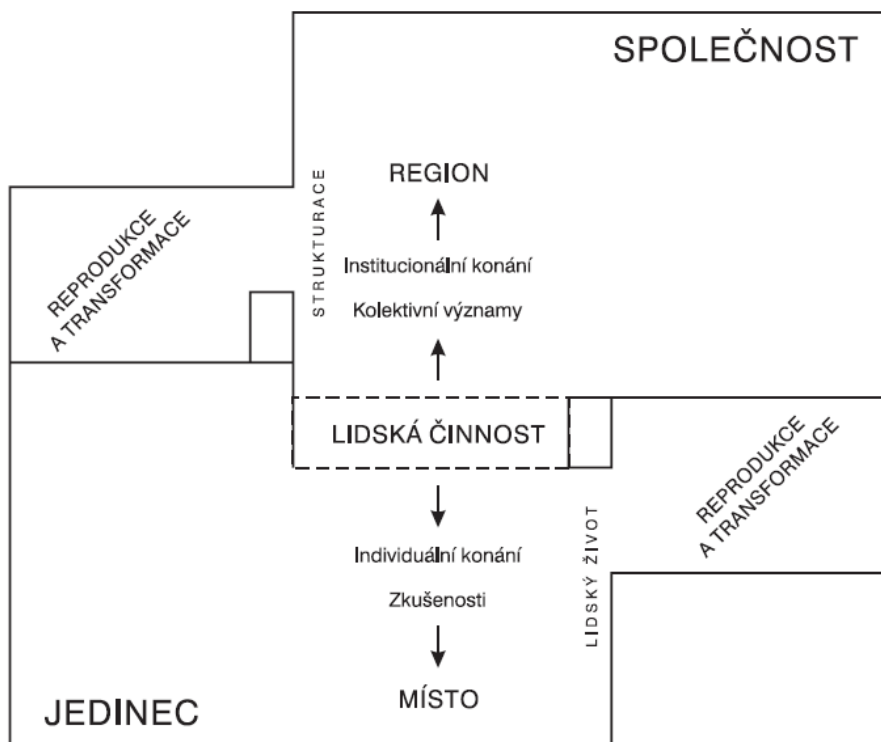 SPOLEČNOST
REGION
STRUKTURACE
REPRODUKCE
A TRANSFORMACE
Institucionální konání
Kolektivní významy
LIDSKÁ ČINNOST
REPRODUKCE
A TRANSFORMACE
Individuální konání
Zkušenosti
LIDSKÝ ŽIVOT
MÍSTO
JEDINEC